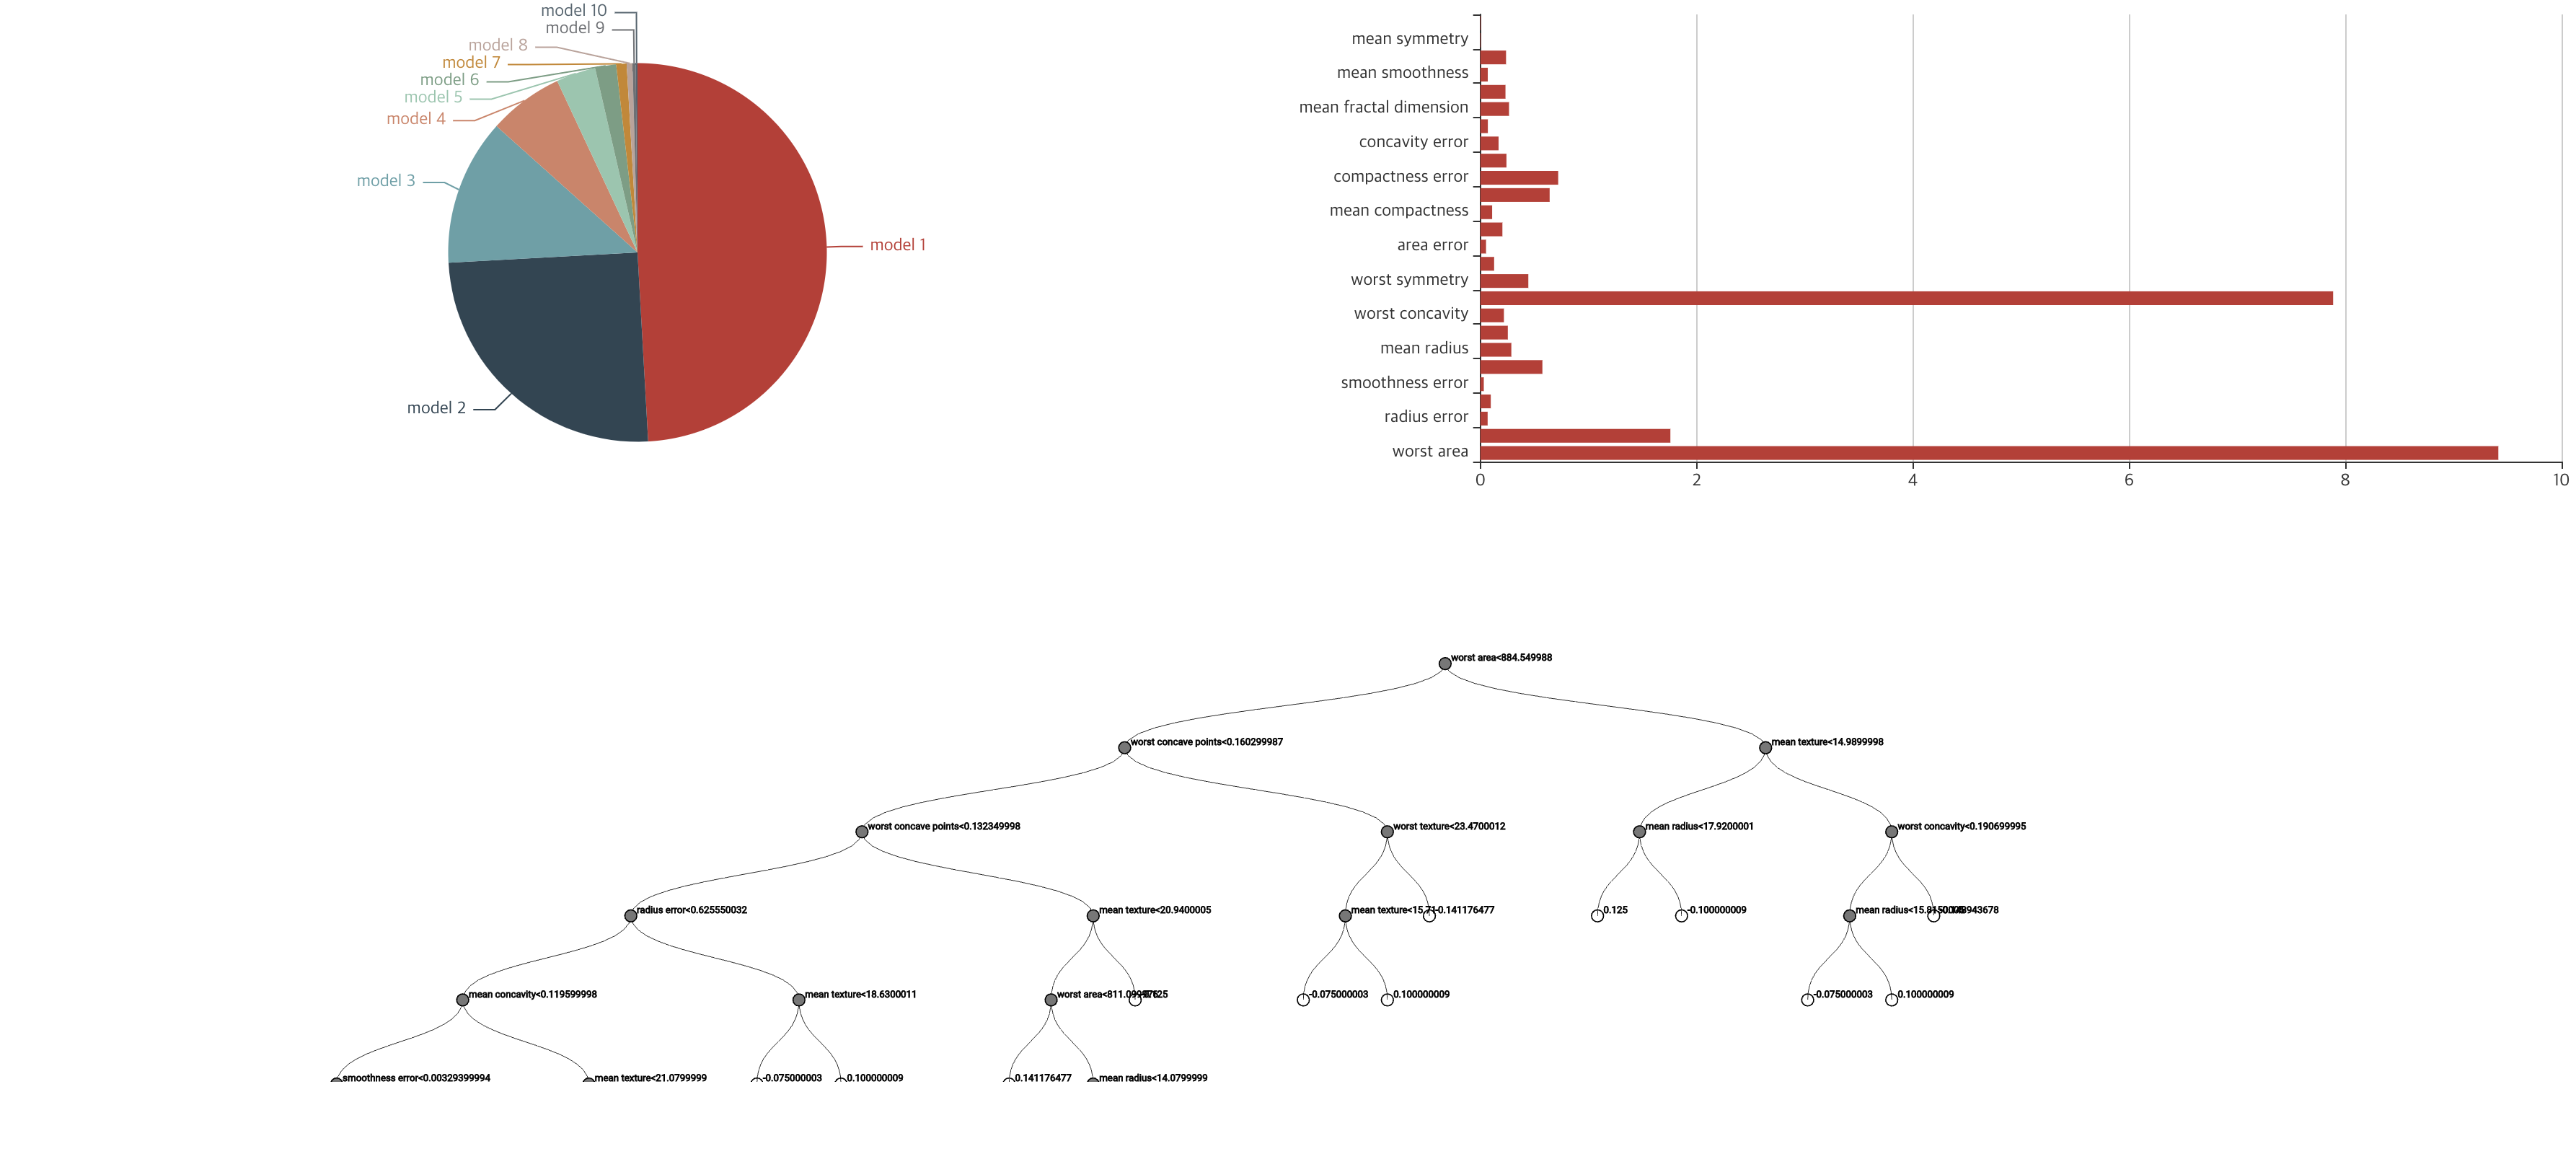 model 10
model 9
model 8
model 7
model 6
model 5
model 4
model 3
model 2
model 1
mean symmetry
mean smoothness
mean fractal dimension
concavity error
compactness error
mean compactness
area error
worst symmetry
worst concavity
mean radius
smoothness error
radius error
worst area
0 2 4 6 8 10
worst area<884.549988
worst concave points<0.160299987
mean texture<14.9899998
worst concave points<0.132349998
worst texture<23.4700012
mean radius<17.9200001
worst concavity<0.190699995
radius error<0.625550032
mean texture<20.9400005
mean texture<15.71
-0.141176477
0.125
-0.100000009
mean radius<15.8150005
mean concavity<0.119599998
mean texture<18.6300011
worst area<811.099976
-0.075000003
0.100000009
-0.075000003
0.100000009
smoothness error<0.00329399994
mean texture<21.0799999
-0.075000003
0.100000009
0.141176477
mean radius<14.0799999